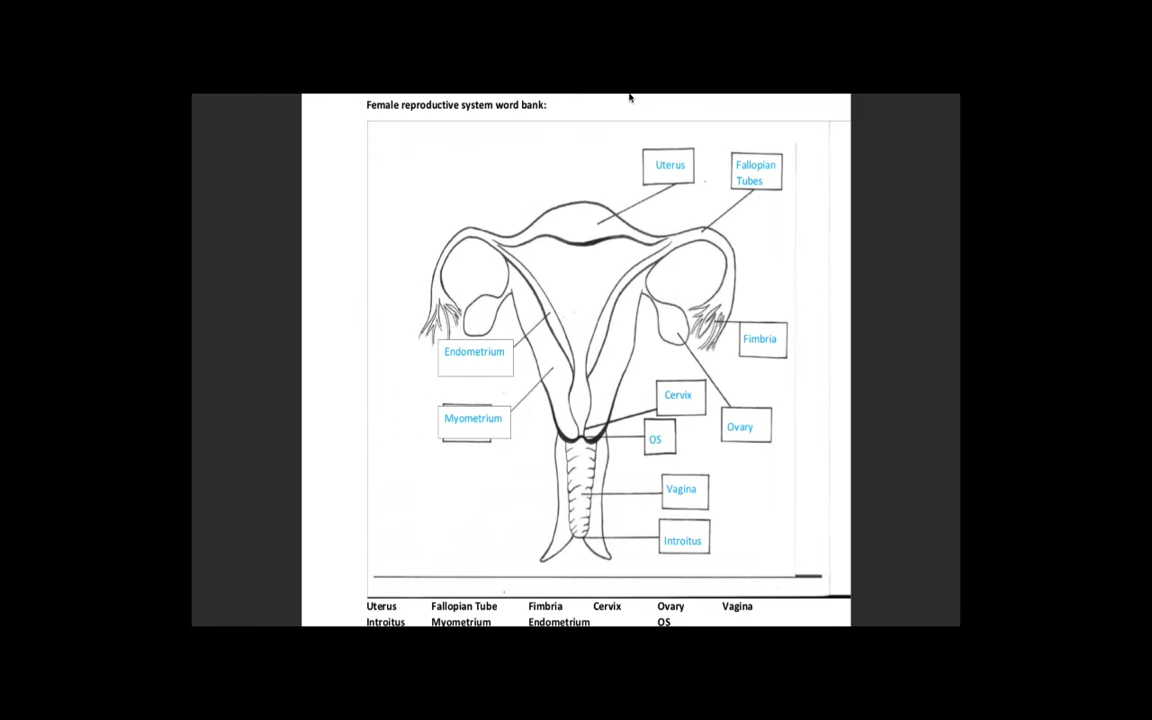 Female reproductive system word bank:
Uterus
Fallopian
Tubes
Fimbria
Endometrium
Cervix
Myometrium
Ovary
OS
Vagina
Introitus
Uterus Fallopian Tube Fimbria Cervix Ovary Vagina
Introitus Myometrium Endometrium OS